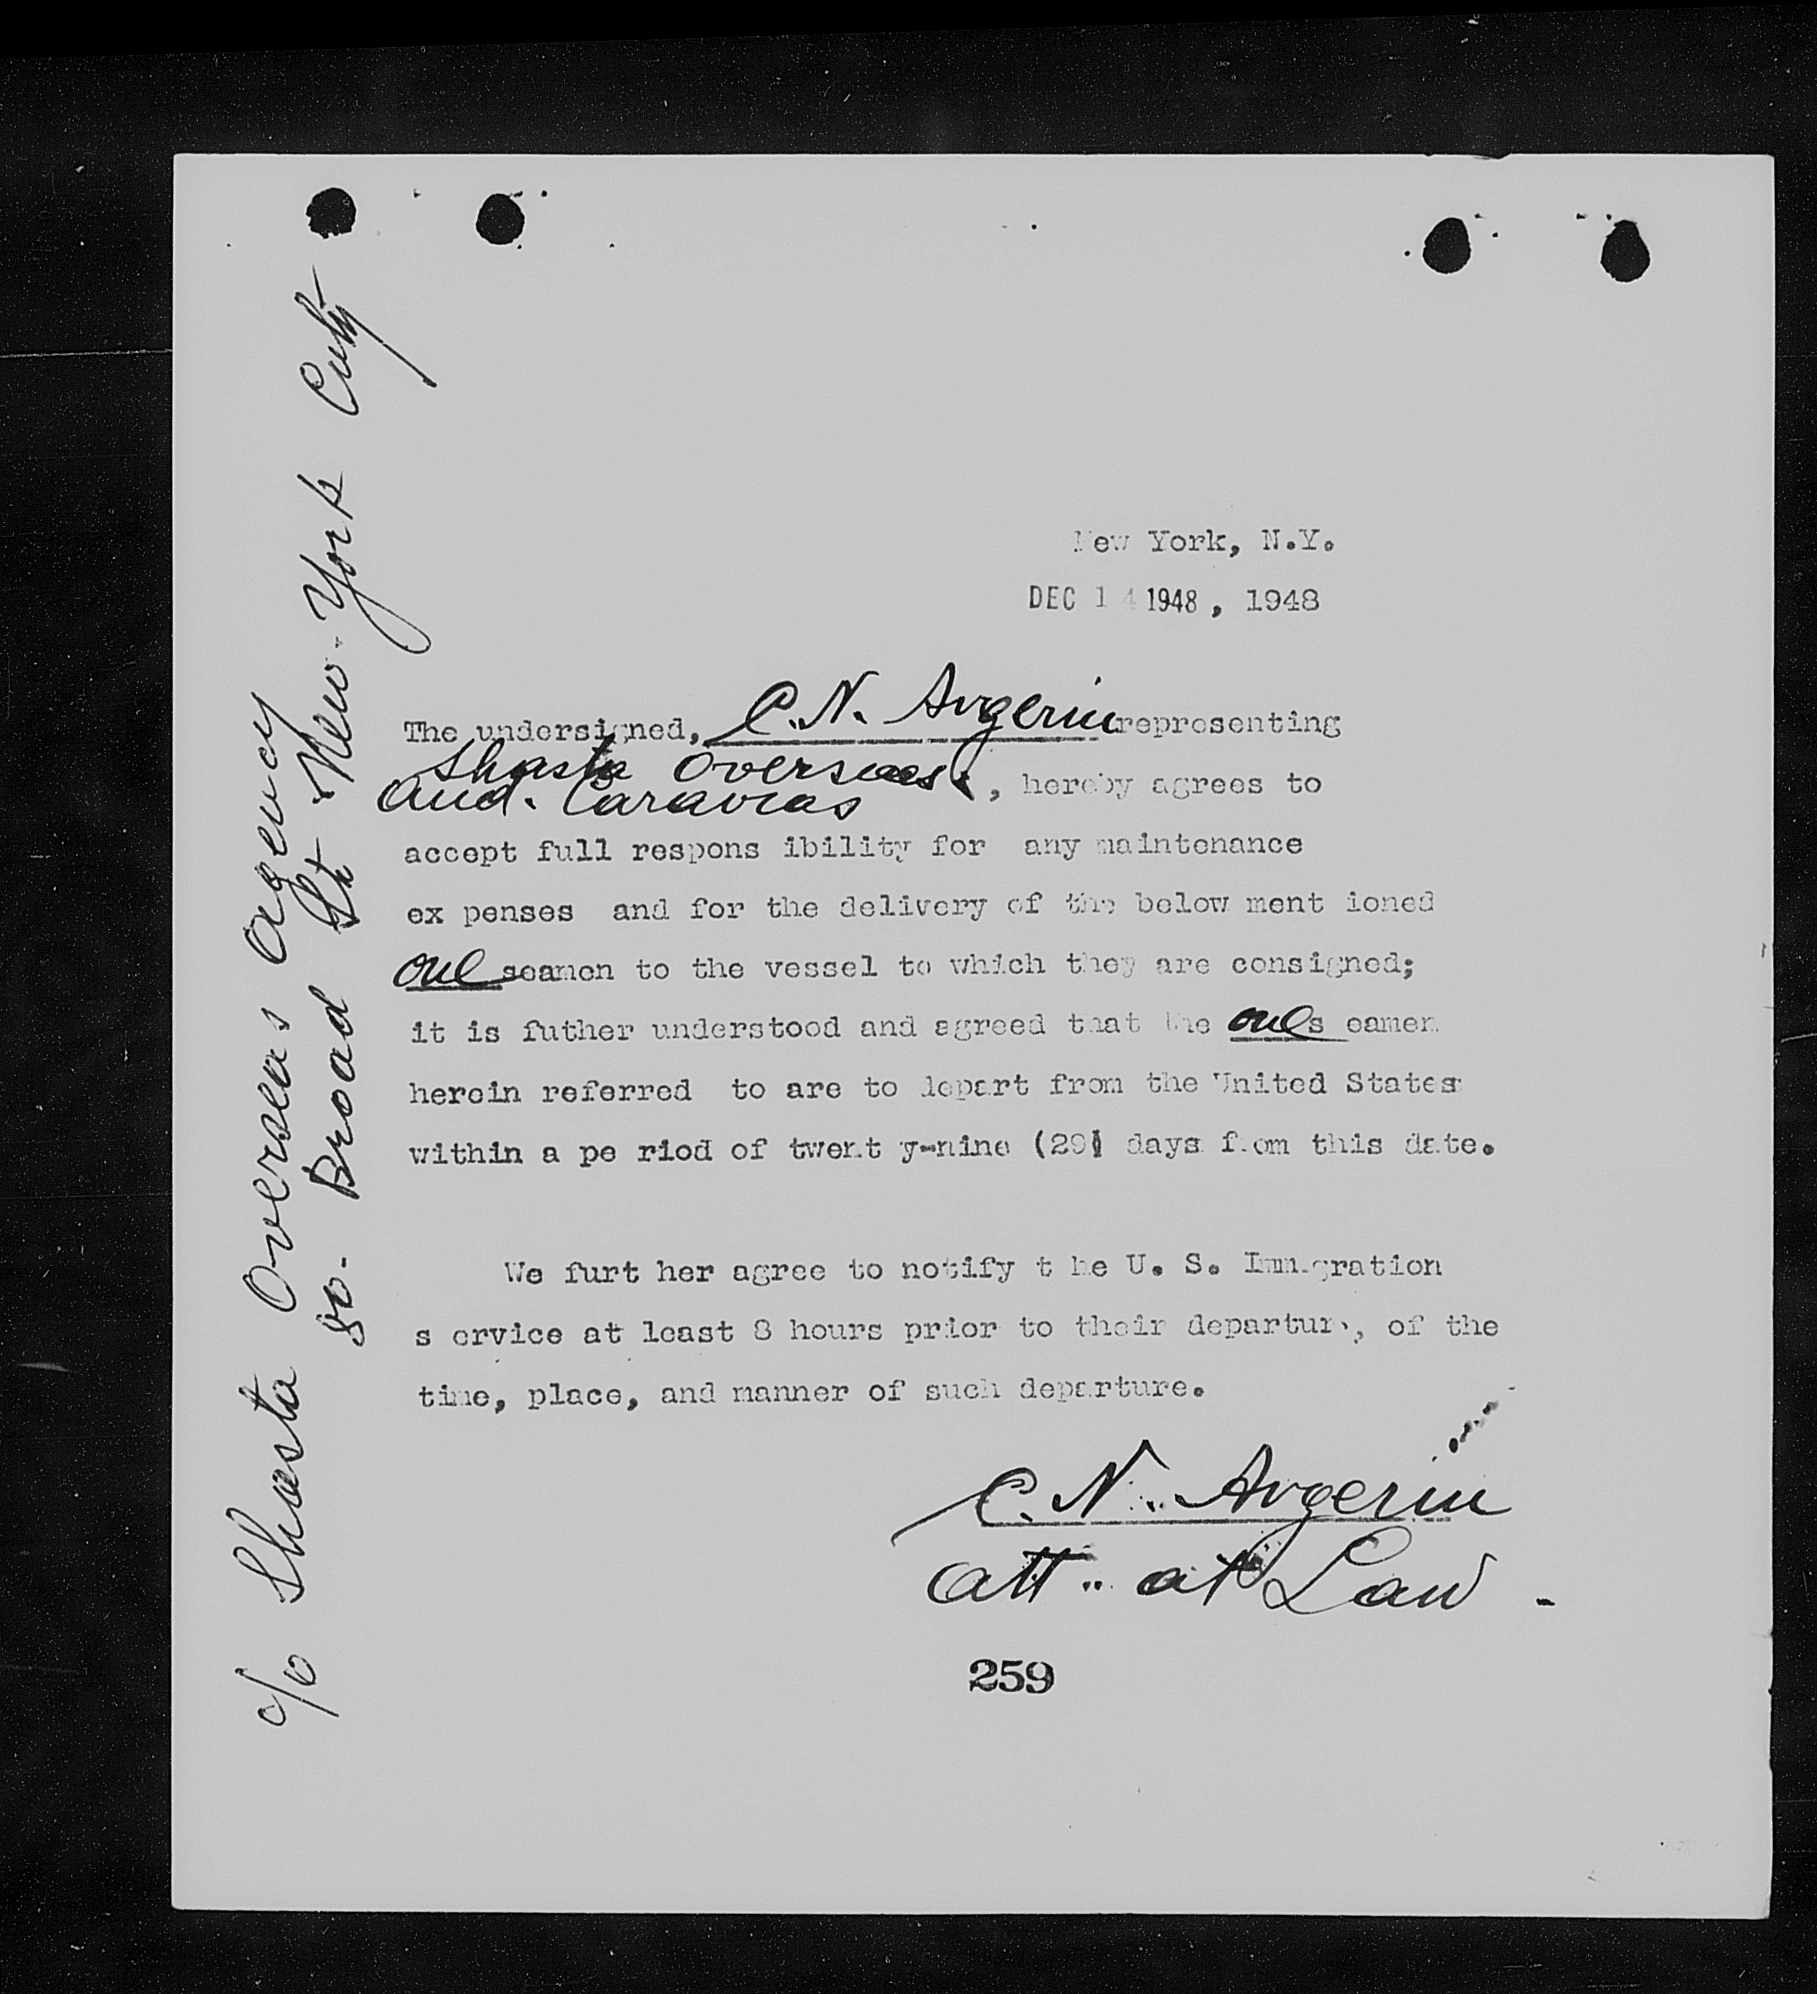 New York, N.Y.
DEC 14 1948, 1948
The undersigned, C. N. Avgerin representing
Shasta Overseas, hereby agrees to
and. Caravias
accept full respons ibility for any maintenance
ex penses and for the delivery of the below ment ioned
one seamen to the vessel to which they are consigned;
it is futher understood and agreed that the one s eamen
herein referred to are to depart from the United States
within a pe riod of twent y-nine (29) days from this date.
We furt her agree to notify t he U. S. Immigration
s ervice at least 8 hours prior to their departure, of the
time, place, and manner of such departure.
C. N. Avgerin
Att. at Law -
259
c/o Shasta Overseas Agency
80. Broad St New-York City